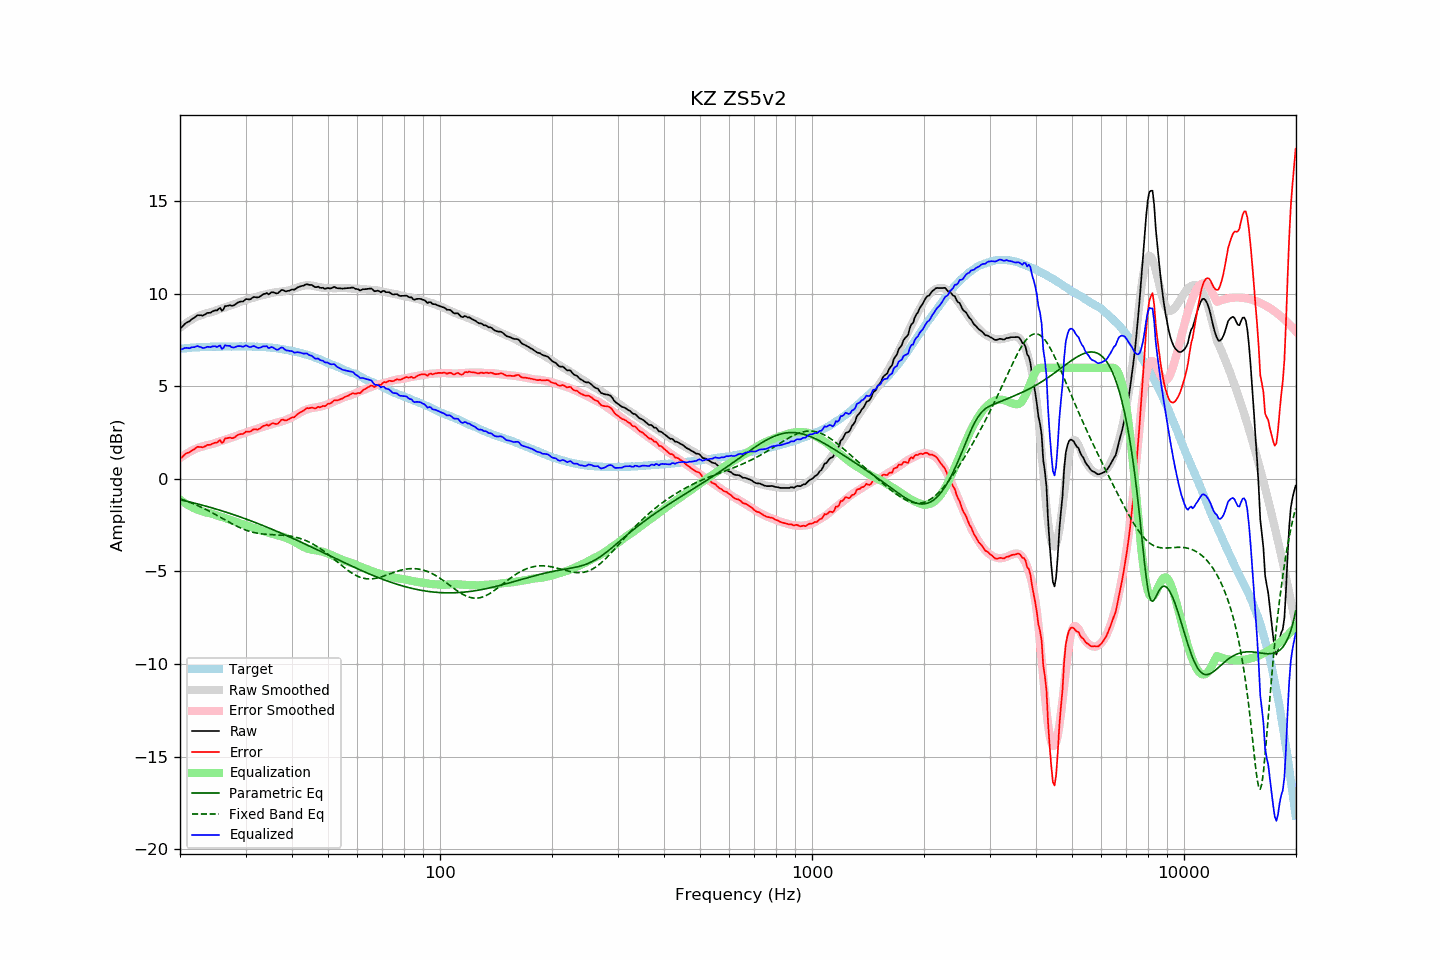 KZ ZS5v2
Amplitude (dBr)
15
10
5
0
−5
−10
−15
−20
Target
Raw Smoothed
Error Smoothed
Raw
Error
Equalization
Parametric Eq
Fixed Band Eq
Equalized
100
1000
10000
Frequency (Hz)